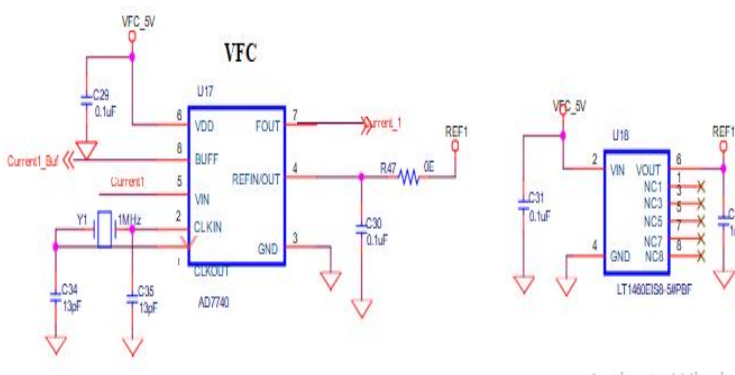 VFC_5V
VFC
C29
0.1uF
U17
6
VDD
FOUT
7
Current_1
8
BUFF
Current1_Buf
REFIN/OUT
4
R47
0E
REF1
Current1
5
VIN
Y1
1MHz
2
CLKIN
GND
3
C30
0.1uF
1
CLKOUT
C34
13pF
C35
13pF
AD7740
VFC_5V
U18
REF1
2
VIN
VOUT
6
NC1
1
NC3
3
NC5
5
NC7
7
NC8
8
C31
0.1uF
4
GND
LT1460EIS8-5#PBF